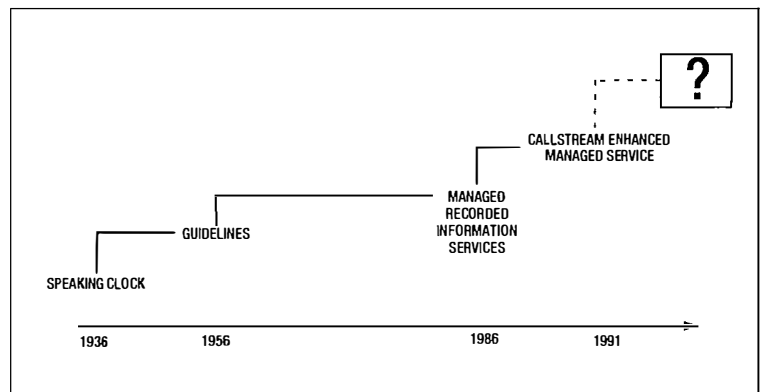 ?
CALLSTREAM ENHANCED
MANAGED SERVICE
MANAGED
RECORDED
INFORMATION
SERVICES
GUIDELINES
SPEAKING CLOCK
1936 1956 1986 1991